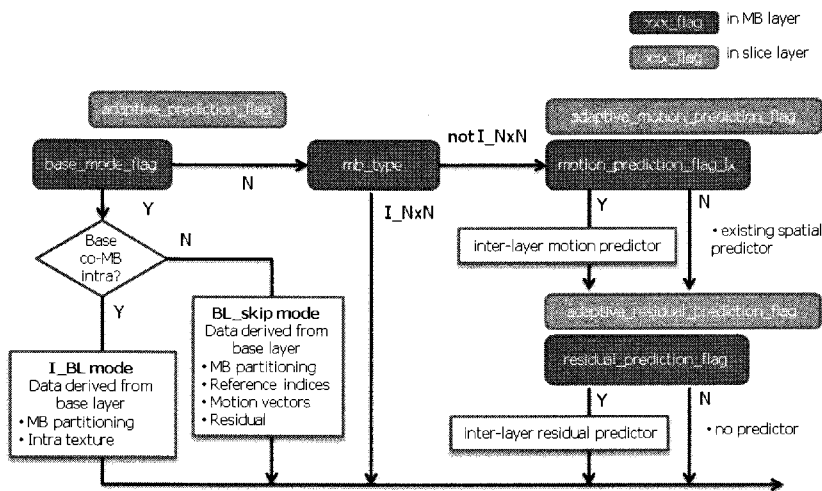 xxx_flag
in MB layer
xxx_flag
in slice layer
adaptive_prediction_flag
adaptive_motion_prediction_flag
not I_NxN
base_mode_flag
N
mb_type
motion_prediction_flag_lx
Y
I_NxN
Y
N
Base
co-MB
intra?
N
inter-layer motion predictor
• existing spatial
predictor
Y
BL_skip mode
Data derived from
base layer
• MB partitioning
• Reference indices
• Motion vectors
• Residual
adaptive_residual_prediction_flag
I_BL mode
Data derived from
base layer
• MB partitioning
• Intra texture
residual_prediction_flag
Y
N
inter-layer residual predictor
• no predictor